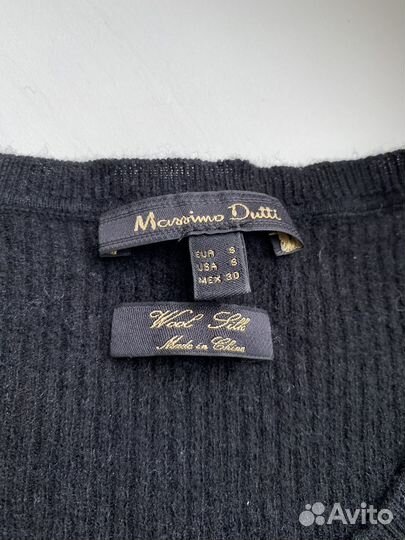 Massimo Dutti
EUR S
USA S
MEX 30
Wool Silk
Made in China
Avito